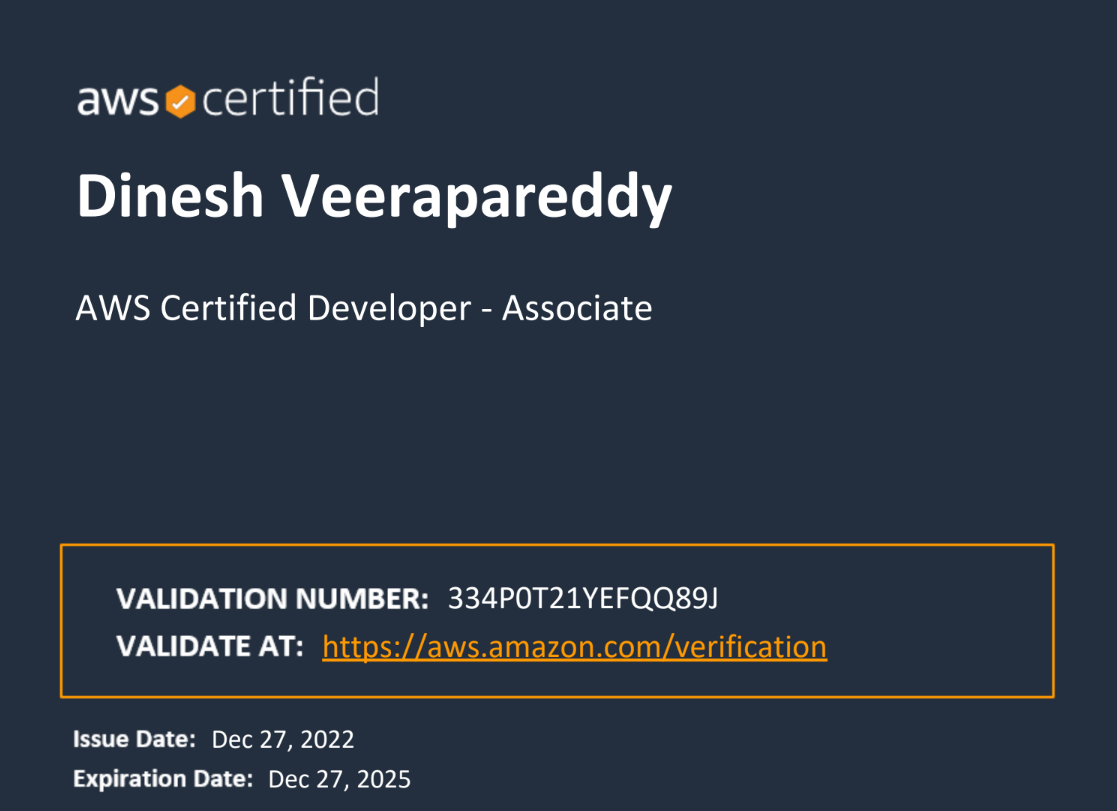 aws certified
Dinesh Veerapareddy
AWS Certified Developer - Associate
VALIDATION NUMBER: 334P0T21YEFQQ89J
VALIDATE AT: https://aws.amazon.com/verification
Issue Date: Dec 27, 2022
Expiration Date: Dec 27, 2025